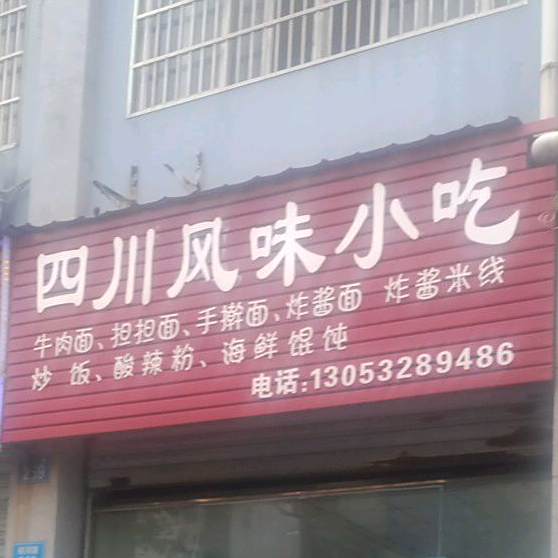 四川风味小吃
牛肉面、担担面、手擀面、炸酱面 炸酱米线
炒 饭、酸辣粉、海鲜馄饨
电话:13053289486